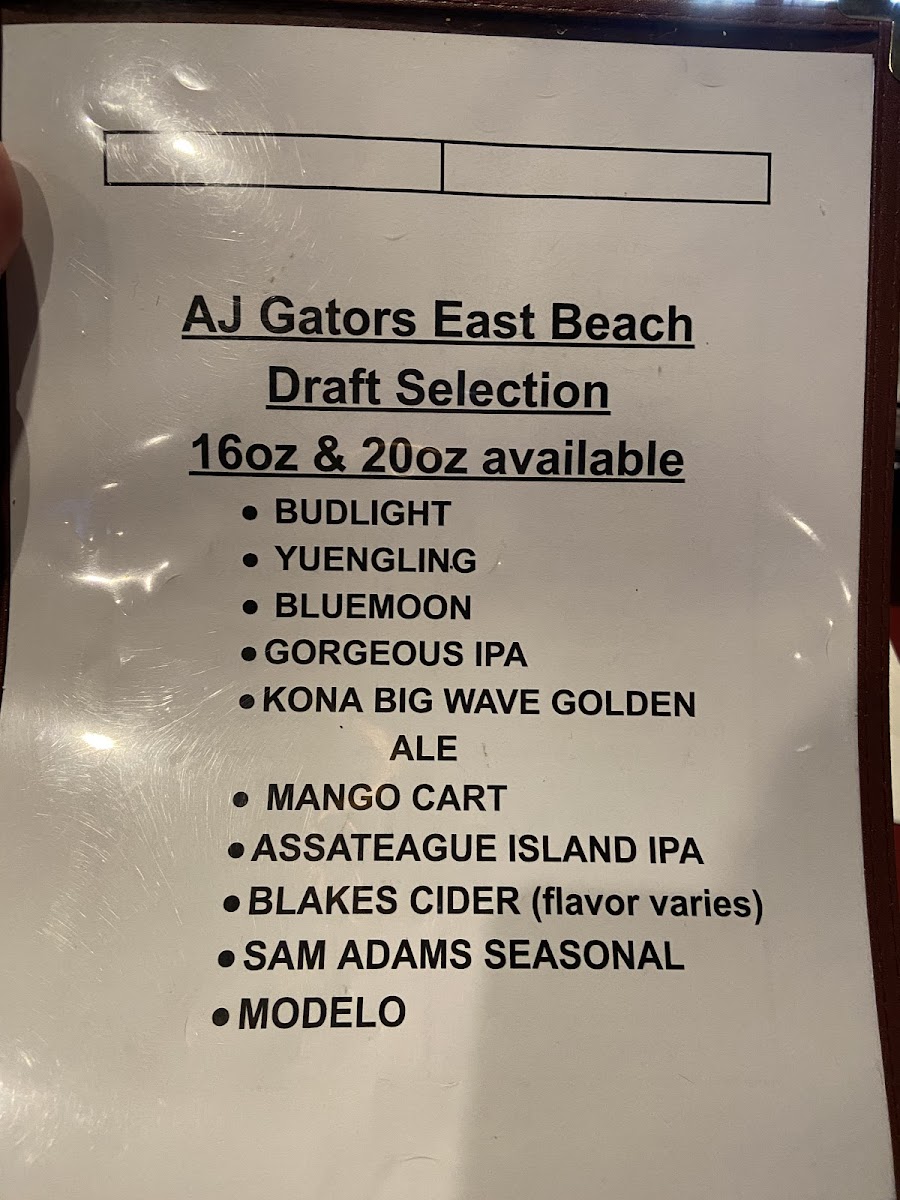 AJ Gators East Beach
Draft Selection
16oz & 20oz available
• BUDLIGHT
• YUENGLING
• BLUEMOON
• GORGEOUS IPA
• KONA BIG WAVE GOLDEN
ALE
• MANGO CART
• ASSATEAGUE ISLAND IPA
• BLAKES CIDER (flavor varies)
• SAM ADAMS SEASONAL
• MODELO